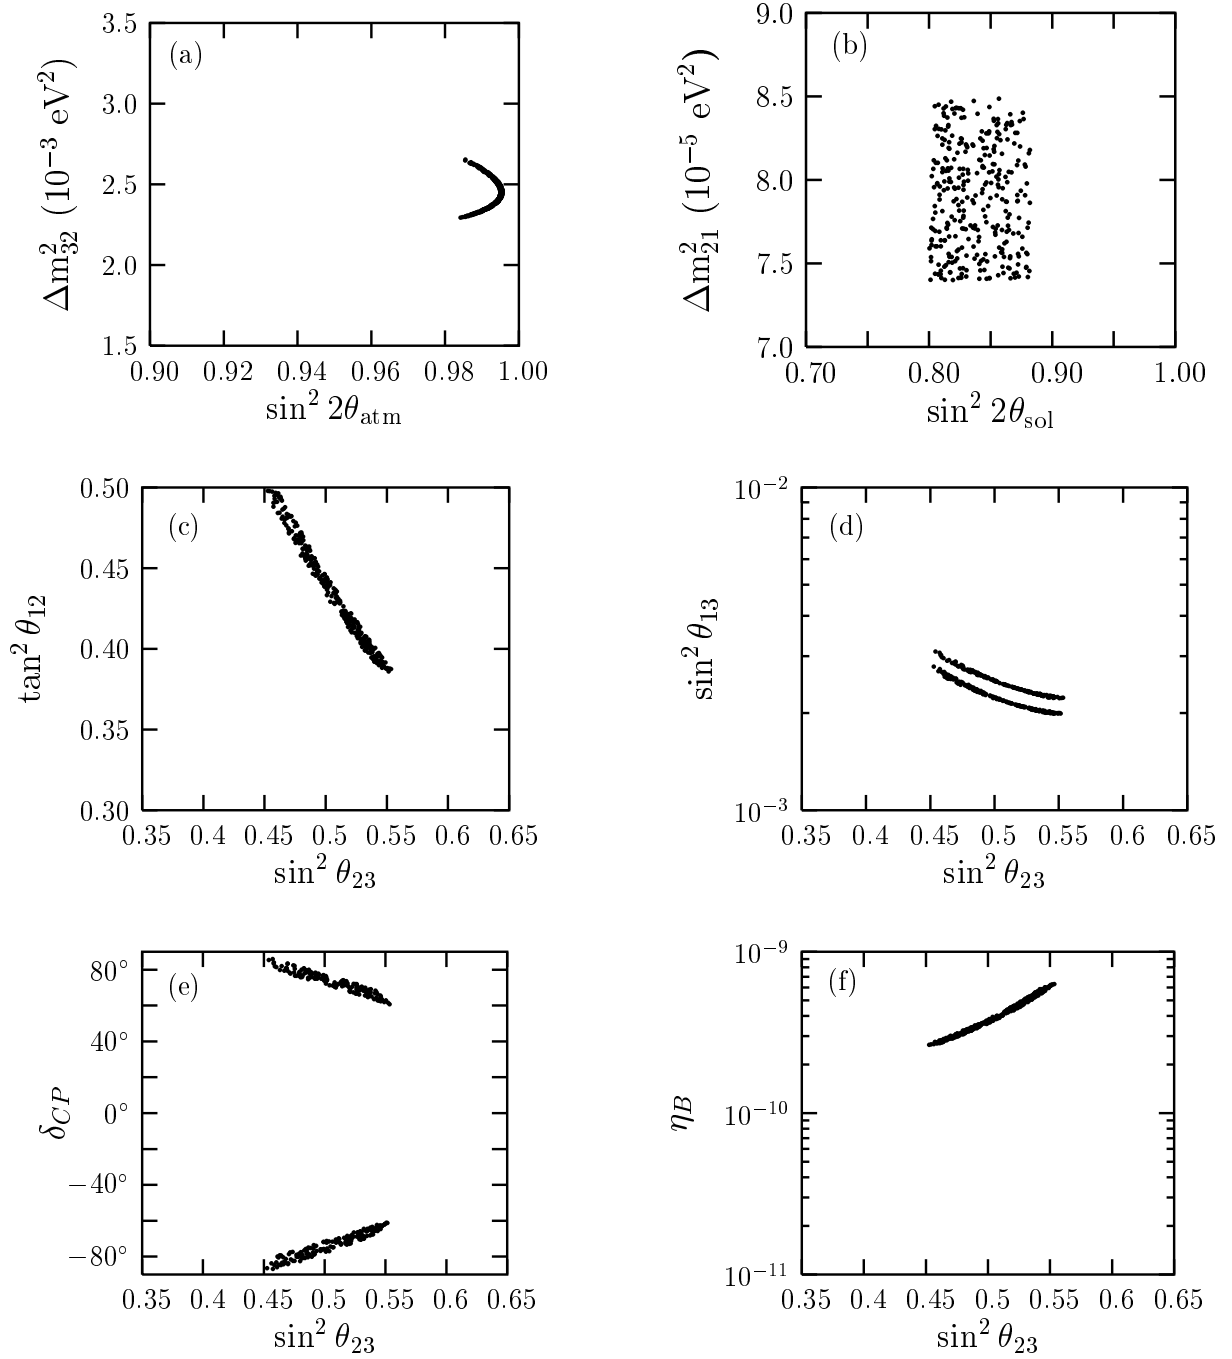 (a)
3.5
3.0
2.5
2.0
1.5
Δm²₃₂ (10⁻³ eV²)
0.90 0.92 0.94 0.96 0.98 1.00
sin² 2θatm
(b)
9.0
8.5
8.0
7.5
7.0
Δm²₂₁ (10⁻⁵ eV²)
0.70 0.80 0.90 1.00
sin² 2θsol
(c)
0.50
0.45
0.40
0.35
0.30
tan² θ₁₂
0.35 0.4 0.45 0.5 0.55 0.6 0.65
sin² θ₂₃
(d)
10⁻²
10⁻³
sin² θ₁₃
0.35 0.4 0.45 0.5 0.55 0.6 0.65
sin² θ₂₃
(e)
80°
40°
0°
−40°
−80°
δCP
0.35 0.4 0.45 0.5 0.55 0.6 0.65
sin² θ₂₃
(f)
10⁻⁹
10⁻¹⁰
10⁻¹¹
ηB
0.35 0.4 0.45 0.5 0.55 0.6 0.65
sin² θ₂₃